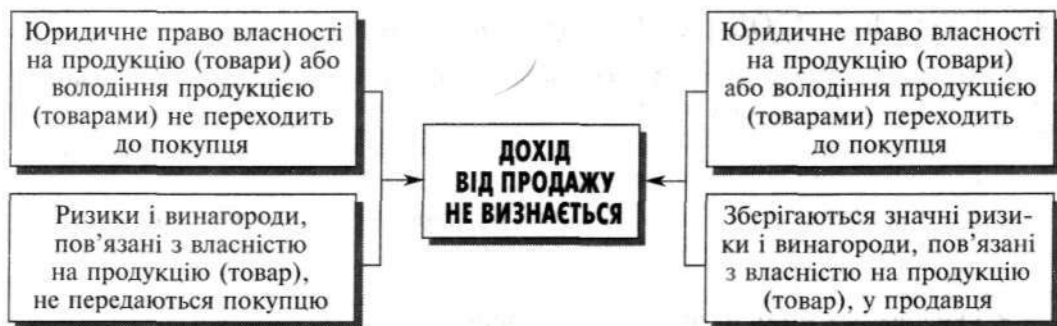 Юридичне право власності
на продукцію (товари) або
володіння продукцією
(товарами) не переходить
до покупця
Ризики і винагороди,
пов’язані з власністю
на продукцію (товар),
не передаються покупцю
ДОХІД
ВІД ПРОДАЖУ
НЕ ВИЗНАЄТЬСЯ
Юридичне право власності
на продукцію (товари)
або володіння продукцією
(товарами) переходить
до покупця
Зберігаються значні ризи-
ки і винагороди, пов’язані
з власністю на продукцію
(товар), у продавця